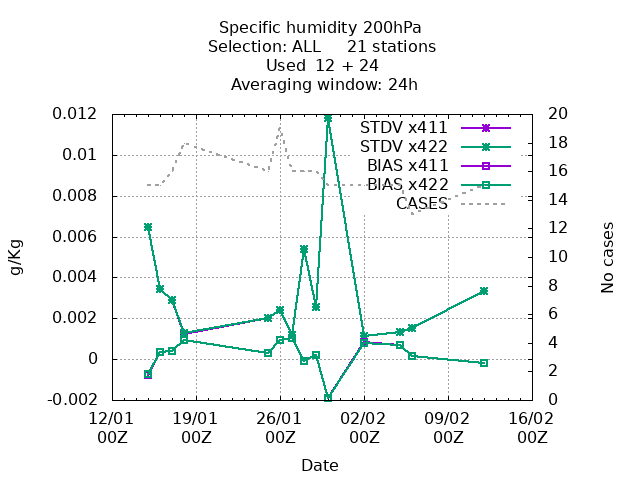 Specific humidity 200hPa
Selection: ALL     21 stations
Used  12 + 24
Averaging window: 24h
0.012
0.01
0.008
0.006
0.004
0.002
0
-0.002
g/Kg
20
18
16
14
12
10
8
6
4
2
0
No cases
STDV x411
STDV x422
BIAS x411
BIAS x422
CASES
12/01 19/01 26/01 02/02 09/02 16/02
00Z 00Z 00Z 00Z 00Z 00Z
Date